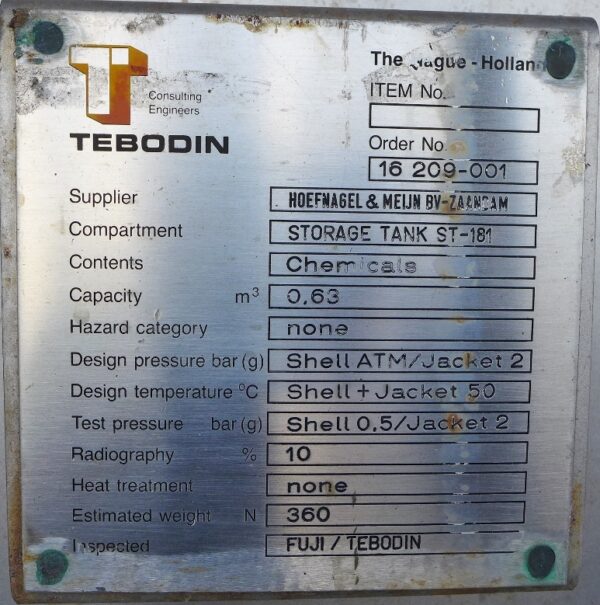 The Hague - Holland
Consulting
Engineers
TEBODIN
ITEM No.
Order No
16 209-001
Supplier HOEFNAGEL & MEIJN BV-ZAANDAM
Compartment STORAGE TANK ST-181
Contents Chemicals
Capacity m³ 0,63
Hazard category none
Design pressure bar (g) Shell ATM/Jacket 2
Design temperature °C Shell + Jacket 50
Test pressure bar (g) Shell 0,5/Jacket 2
Radiography % 10
Heat treatment none
Estimated weight N 360
Inspected FUJI / TEBODIN